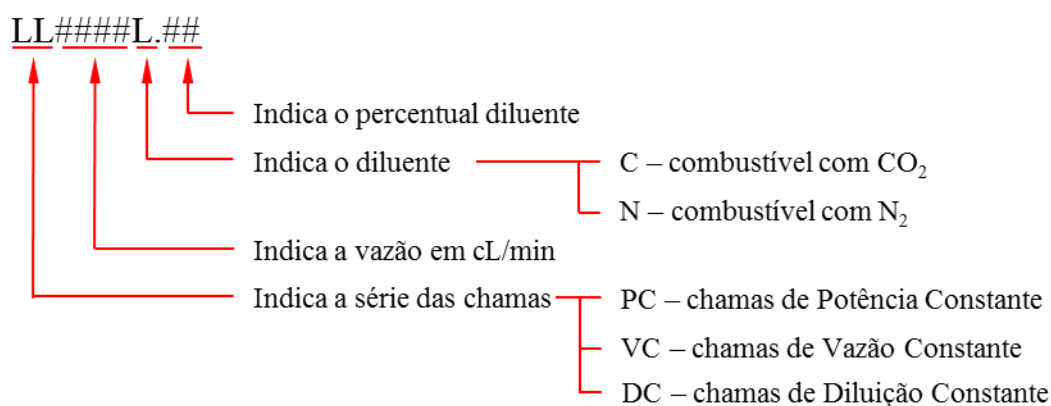 LL####L.##
Indica o percentual diluente
Indica o diluente
C – combustível com CO₂
N – combustível com N₂
Indica a vazão em cL/min
Indica a série das chamas
PC – chamas de Potência Constante
VC – chamas de Vazão Constante
DC – chamas de Diluição Constante